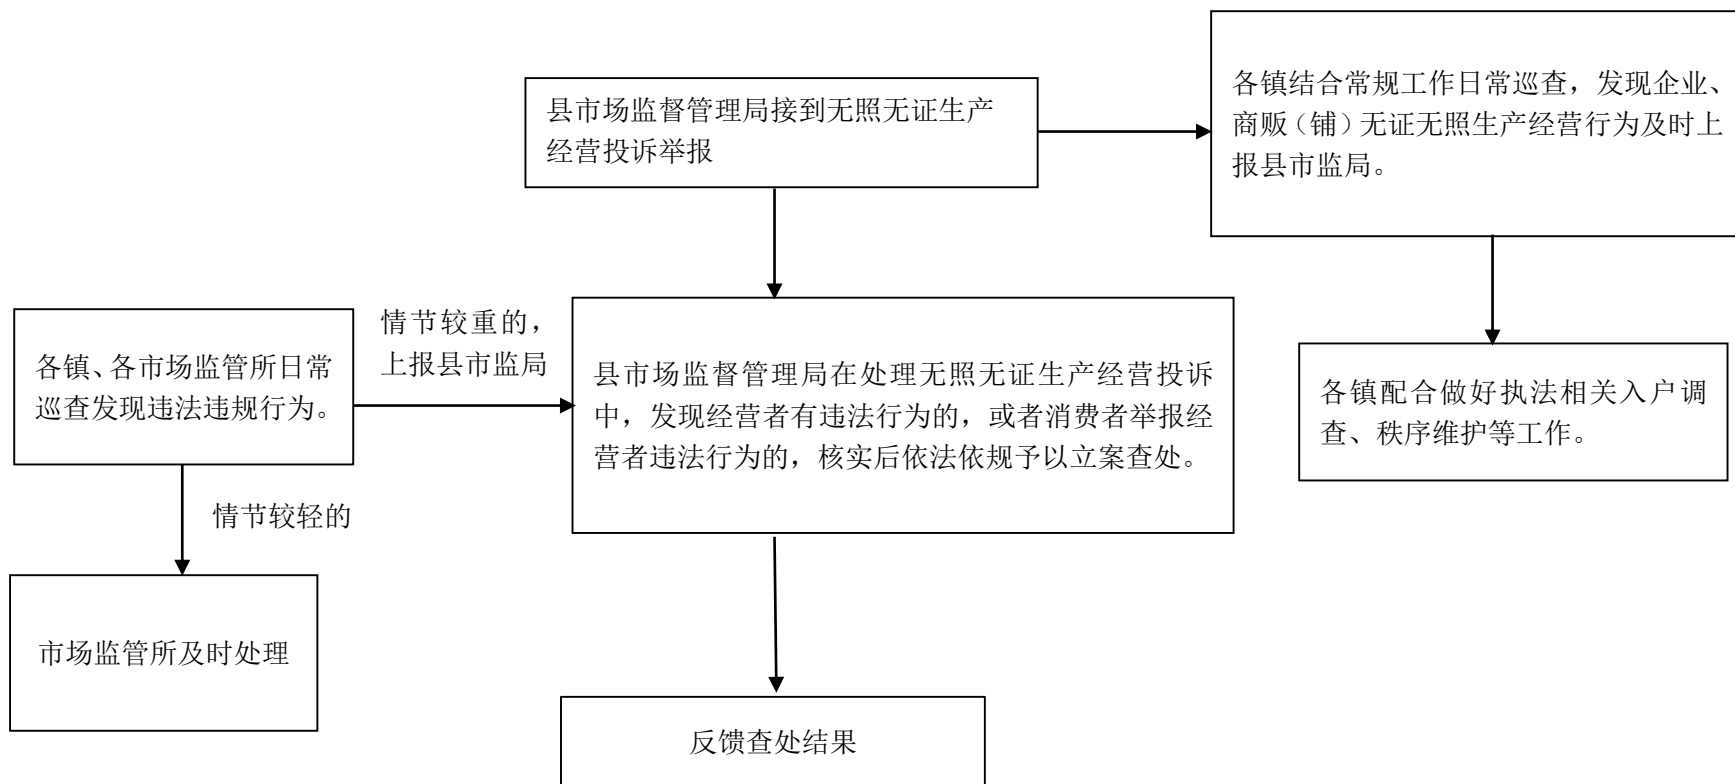 县市场监督管理局接到无照无证生产
经营投诉举报
各镇结合常规工作日常巡查，发现企业、
商贩（铺）无证无照生产经营行为及时上
报县市监局。
各镇、各市场监管所日常
巡查发现违法违规行为。
情节较重的，
上报县市监局
县市场监督管理局在处理无照无证生产经营投诉
中，发现经营者有违法行为的，或者消费者举报经
营者违法行为的，核实后依法依规予以立案查处。
各镇配合做好执法相关入户调
查、秩序维护等工作。
情节较轻的
市场监管所及时处理
反馈查处结果